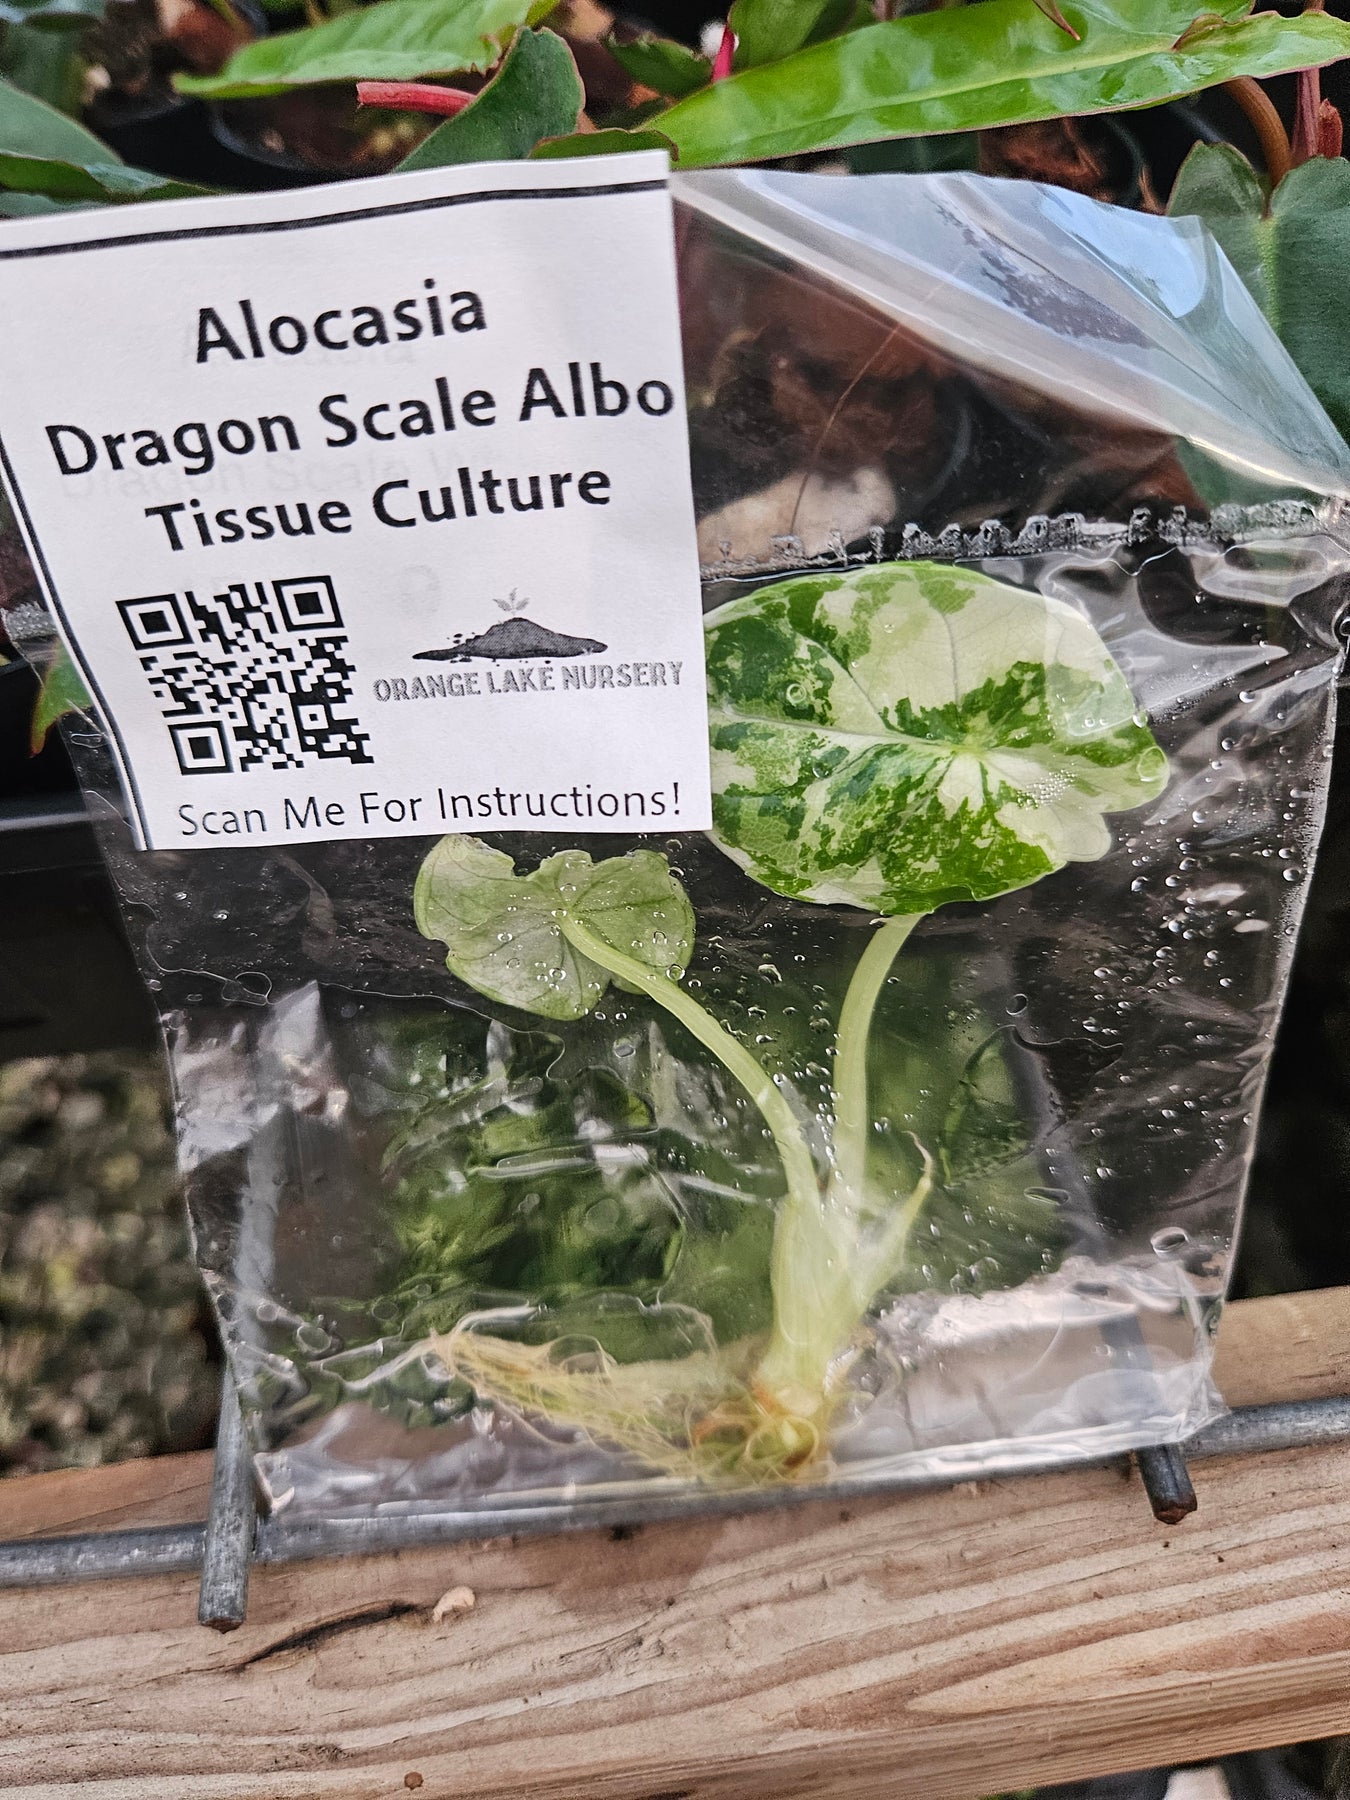 Alocasia
Dragon Scale Albo
Tissue Culture
ORANGE LAKE NURSERY
Scan Me For Instructions!